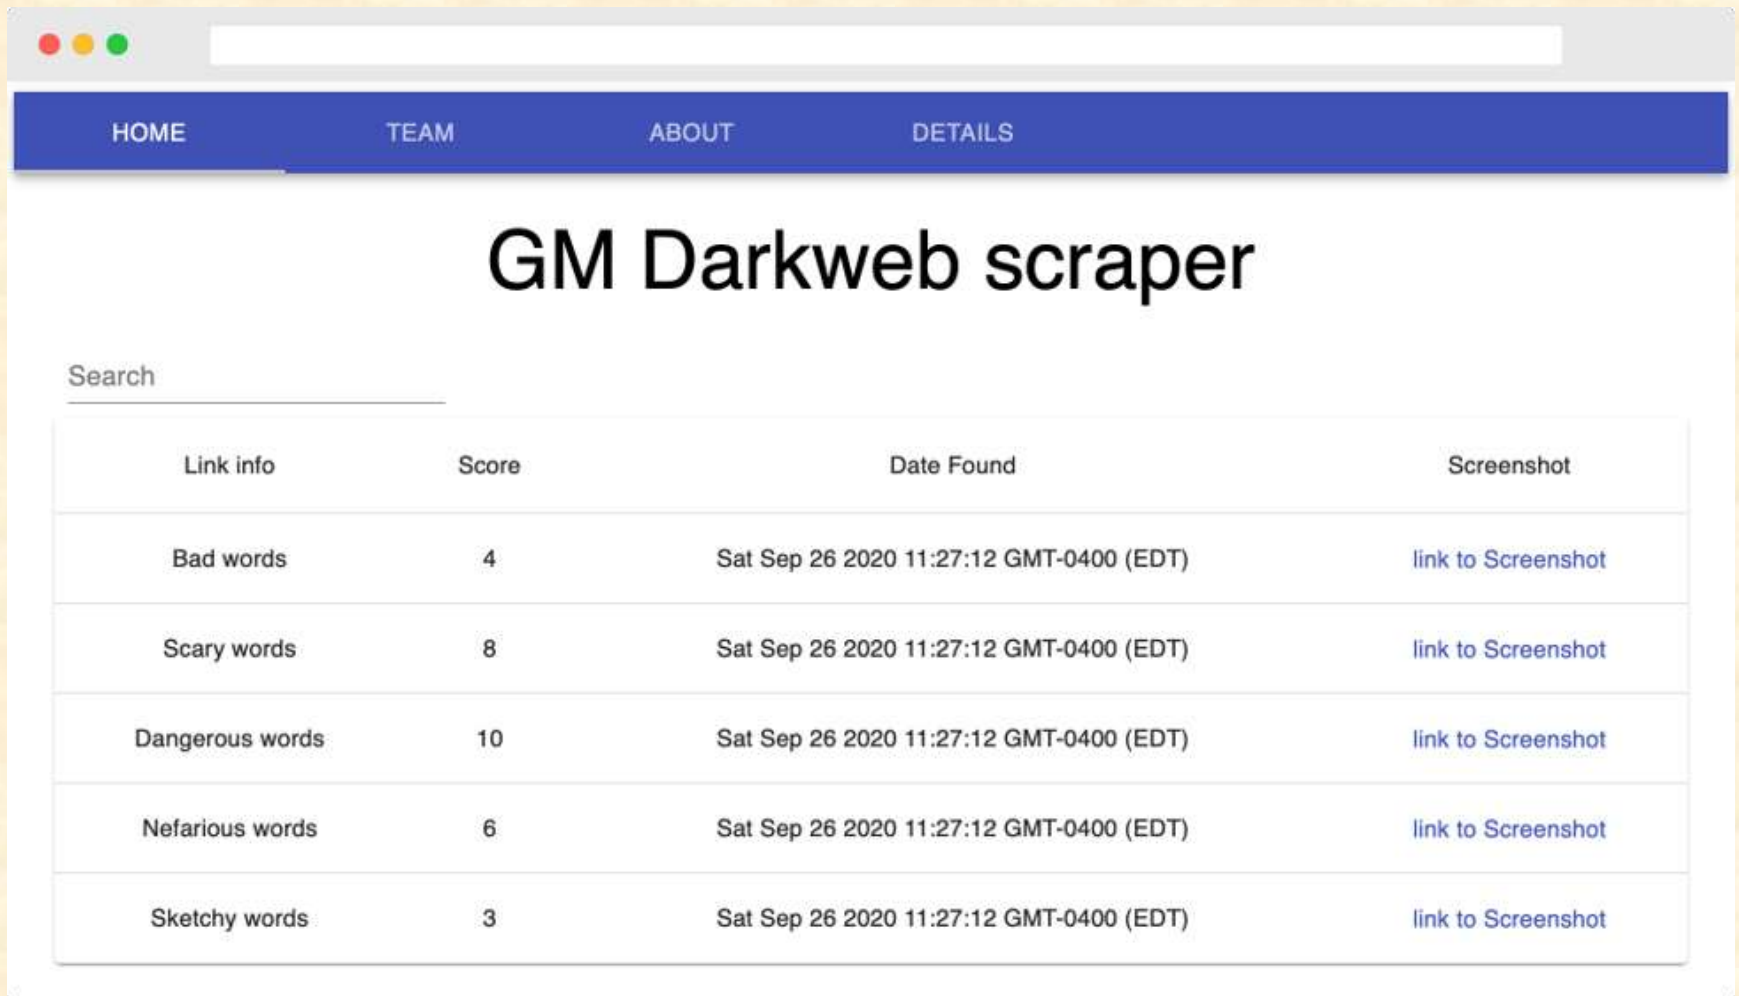 HOME TEAM ABOUT DETAILS
GM Darkweb scraper
Search
Link info Score Date Found Screenshot
Bad words 4 Sat Sep 26 2020 11:27:12 GMT-0400 (EDT) link to Screenshot
Scary words 8 Sat Sep 26 2020 11:27:12 GMT-0400 (EDT) link to Screenshot
Dangerous words 10 Sat Sep 26 2020 11:27:12 GMT-0400 (EDT) link to Screenshot
Nefarious words 6 Sat Sep 26 2020 11:27:12 GMT-0400 (EDT) link to Screenshot
Sketchy words 3 Sat Sep 26 2020 11:27:12 GMT-0400 (EDT) link to Screenshot